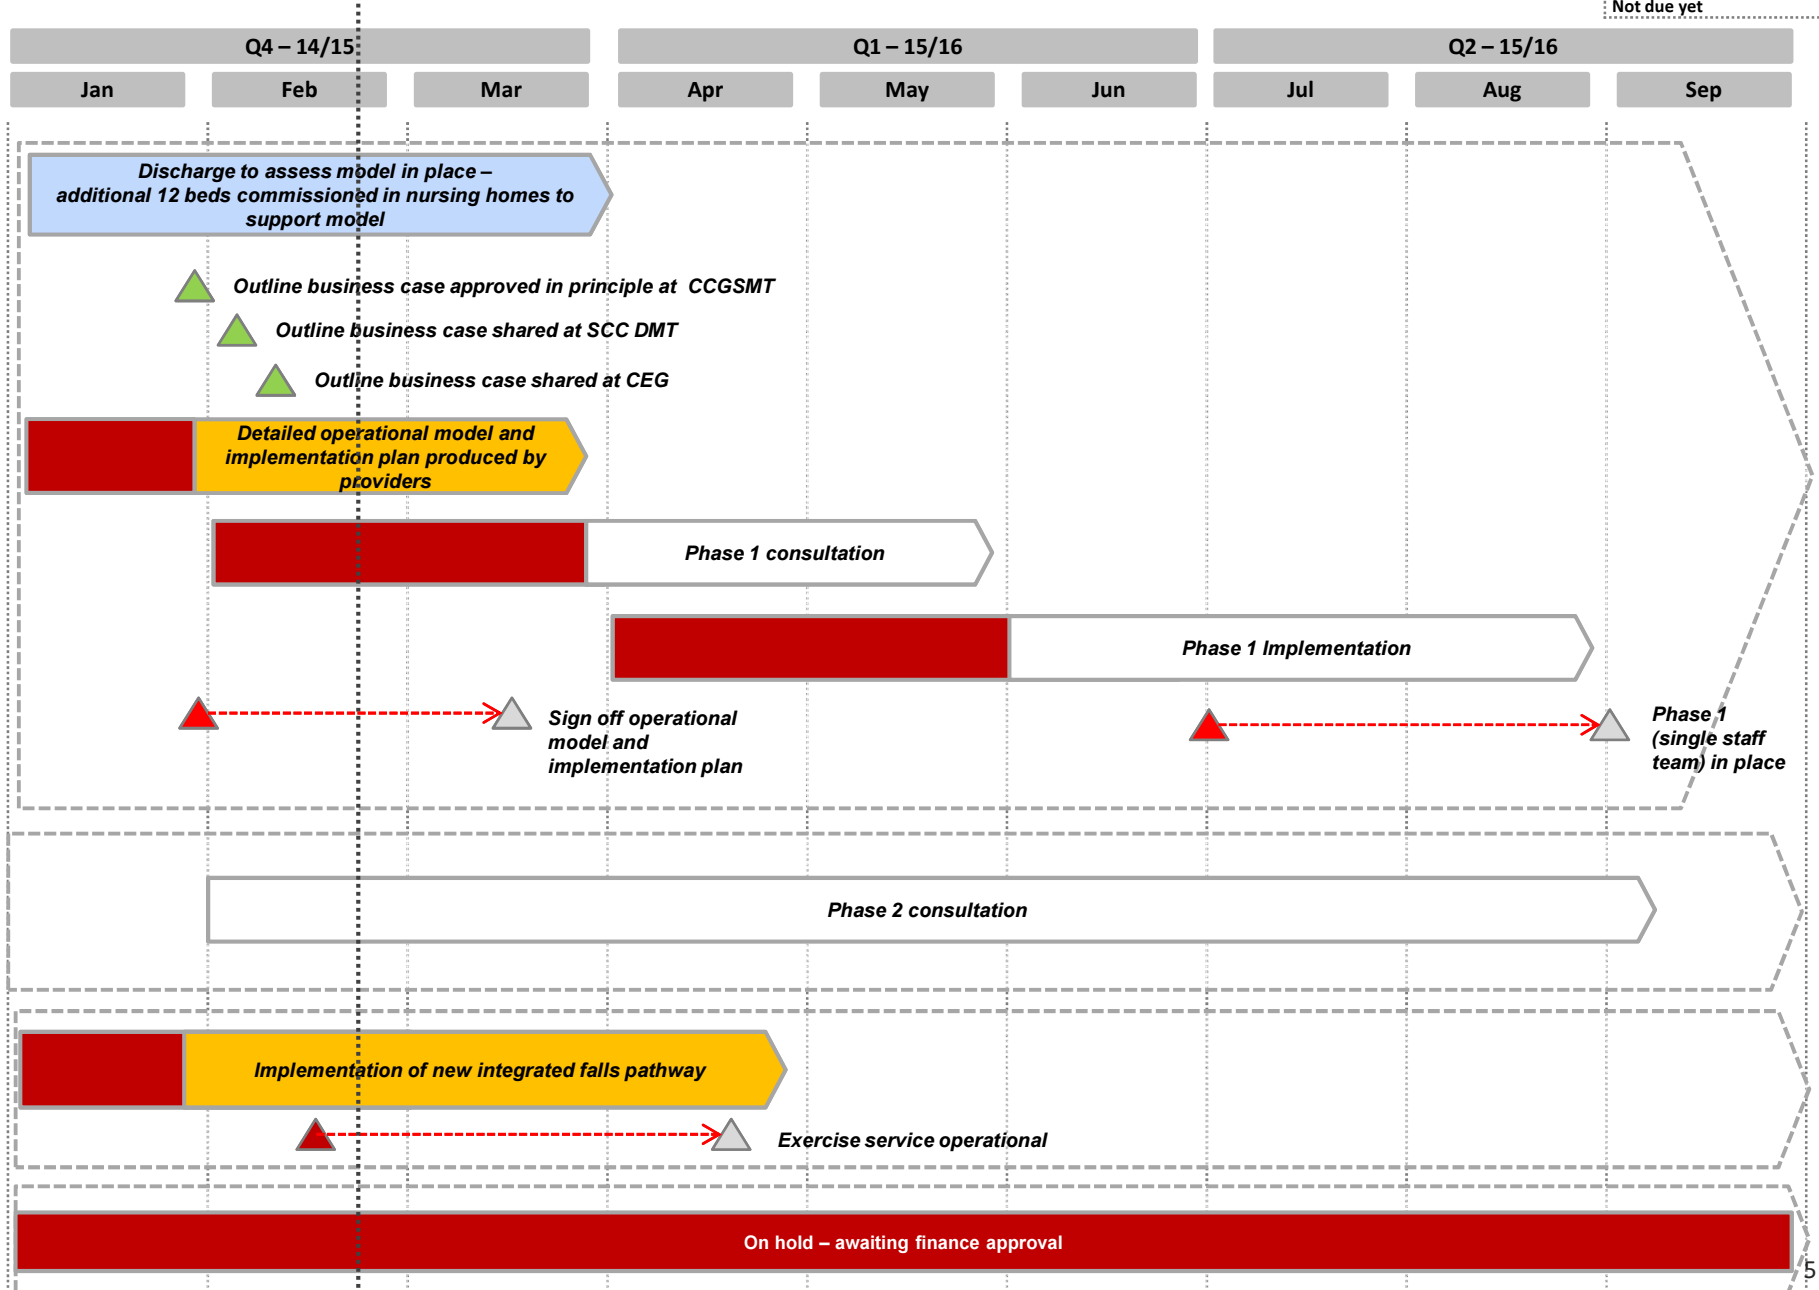 Not due yet
Q4 – 14/15
Q1 – 15/16
Q2 – 15/16
Jan
Feb
Mar
Apr
May
Jun
Jul
Aug
Sep
Discharge to assess model in place –
additional 12 beds commissioned in nursing homes to
support model
Outline business case approved in principle at CCGSMT
Outline business case shared at SCC DMT
Outline business case shared at CEG
Detailed operational model and
implementation plan produced by
providers
Phase 1 consultation
Phase 1 Implementation
Sign off operational
model and
implementation plan
Phase 1
(single staff
team) in place
Phase 2 consultation
Implementation of new integrated falls pathway
Exercise service operational
On hold – awaiting finance approval
5